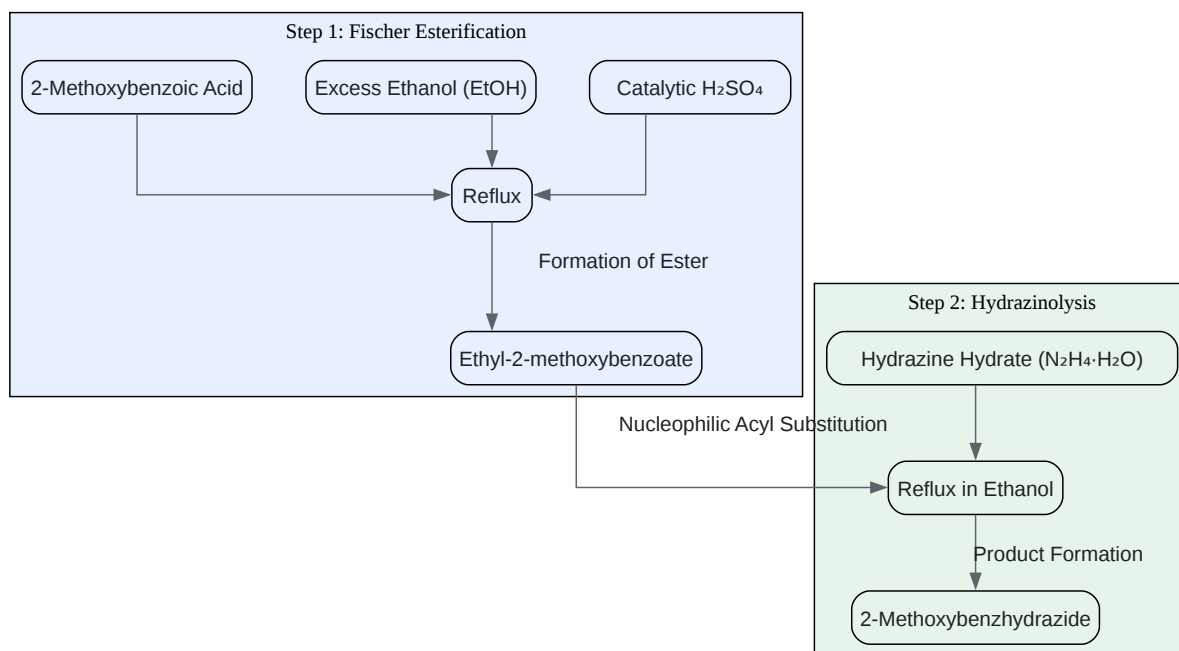 Step 1: Fischer Esterification
2-Methoxybenzoic Acid
Excess Ethanol (EtOH)
Catalytic H₂SO₄
Reflux
Formation of Ester
Ethyl-2-methoxybenzoate
Step 2: Hydrazinolysis
Hydrazine Hydrate (N₂H₄·H₂O)
Nucleophilic Acyl Substitution
Reflux in Ethanol
Product Formation
2-Methoxybenzhydrazide